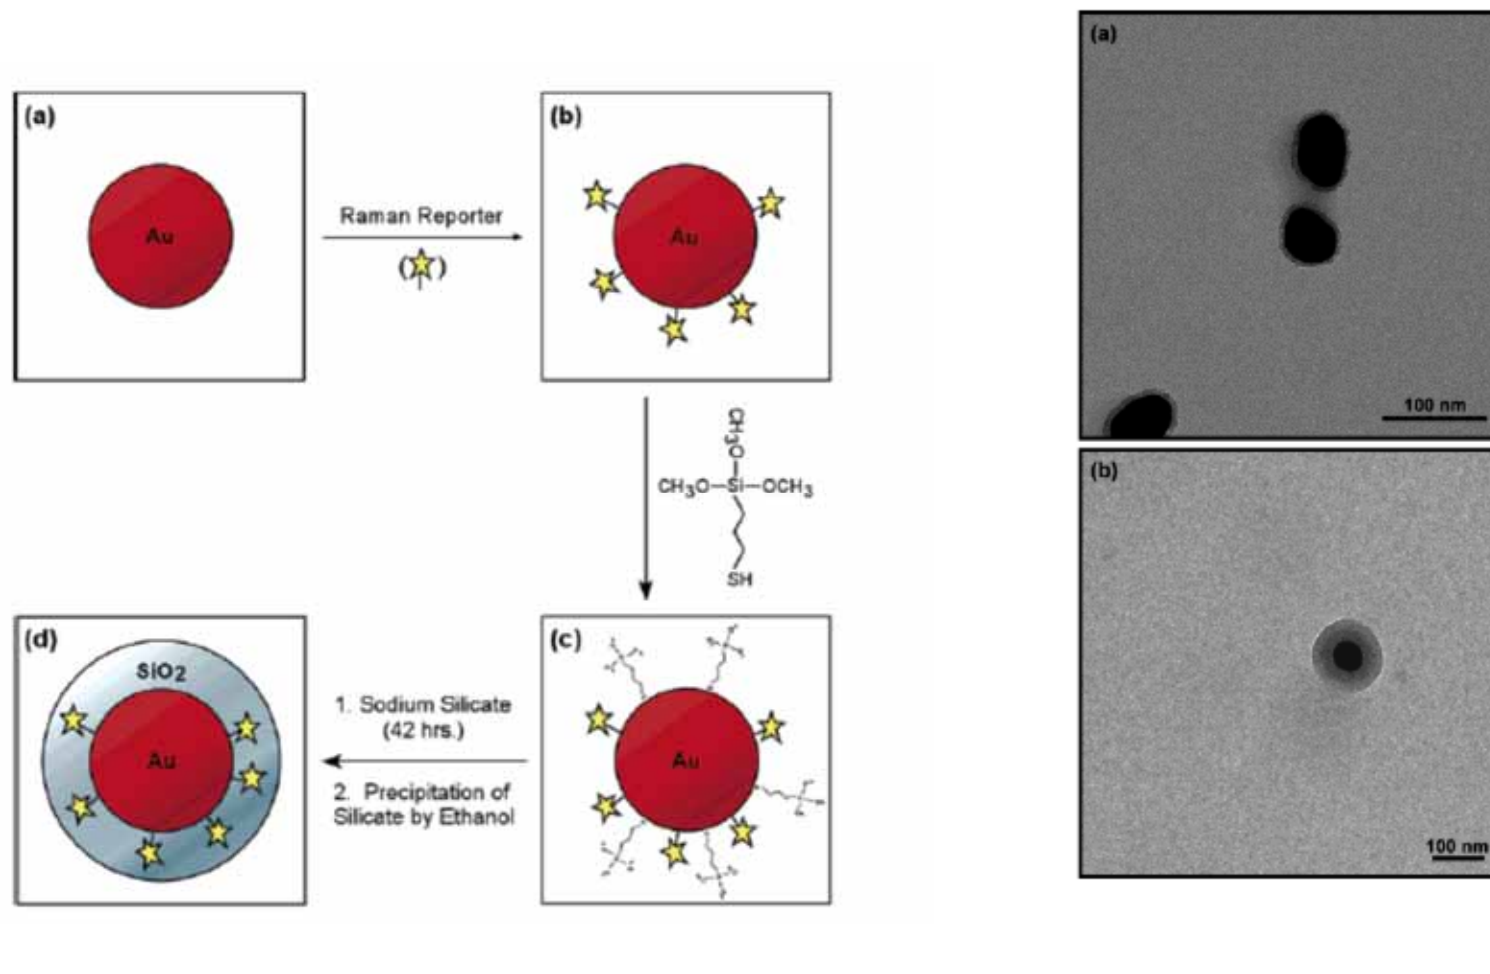 (a)
Au
Raman Reporter
(b)
Au
OCH3
CH3O-Si-OCH3
SH
(c)
Au
1. Sodium Silicate
(42 hrs.)
2. Precipitation of
Silicate by Ethanol
(d)
SiO2
Au
(a)
100 nm
(b)
100 nm